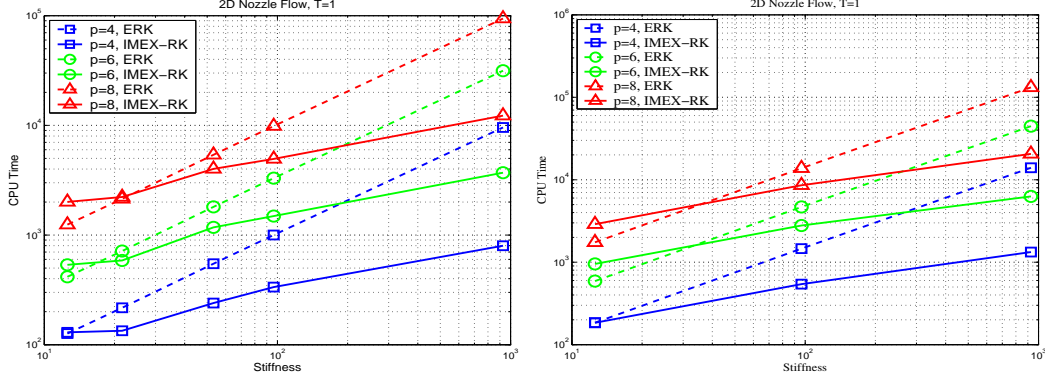 2D Nozzle Flow, T=1
p=4, ERK
p=4, IMEX−RK
p=6, ERK
p=6, IMEX−RK
p=8, ERK
p=8, IMEX−RK
10^5
10^4
10^3
10^2
CPU Time
10^1
10^2
10^3
Stiffness
2D Nozzle Flow, T=1
p=4, ERK
p=4, IMEX−RK
p=6, ERK
p=6, IMEX−RK
p=8, ERK
p=8, IMEX−RK
10^6
10^5
10^4
10^3
10^2
CPU Time
10^1
10^2
10^3
Stiffness